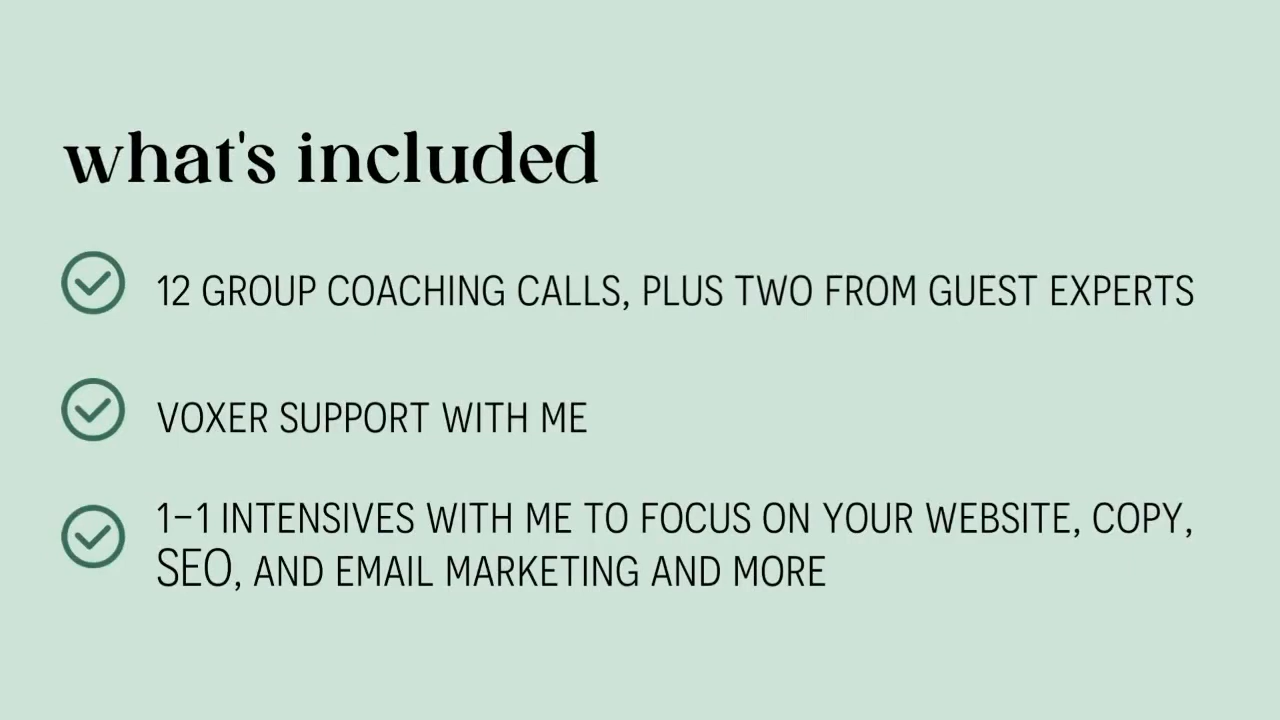 what's included
12 GROUP COACHING CALLS, PLUS TWO FROM GUEST EXPERTS
VOXER SUPPORT WITH ME
1-1 INTENSIVES WITH ME TO FOCUS ON YOUR WEBSITE, COPY,
SEO, AND EMAIL MARKETING AND MORE